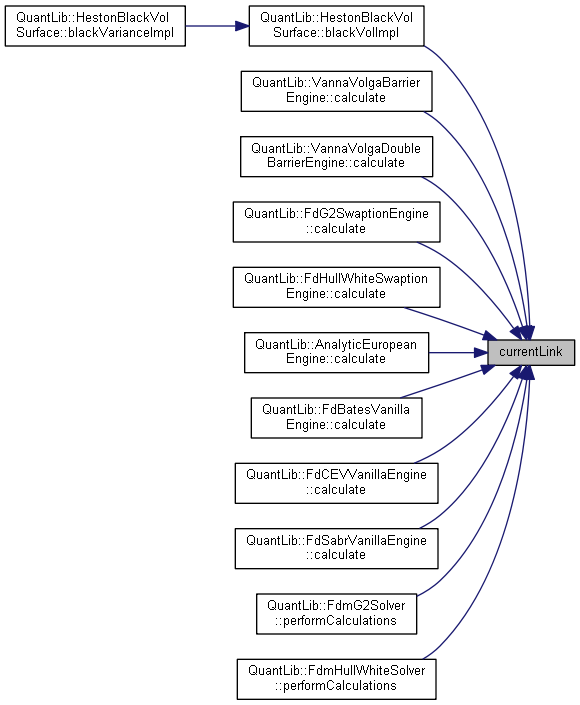 QuantLib::HestonBlackVol
Surface::blackVarianceImpl
QuantLib::HestonBlackVol
Surface::blackVolImpl
QuantLib::VannaVolgaBarrier
Engine::calculate
QuantLib::VannaVolgaDouble
BarrierEngine::calculate
QuantLib::FdG2SwaptionEngine
::calculate
QuantLib::FdHullWhiteSwaption
Engine::calculate
QuantLib::AnalyticEuropean
Engine::calculate
currentLink
QuantLib::FdBatesVanilla
Engine::calculate
QuantLib::FdCEVVanillaEngine
::calculate
QuantLib::FdSabrVanillaEngine
::calculate
QuantLib::FdmG2Solver
::performCalculations
QuantLib::FdmHullWhiteSolver
::performCalculations